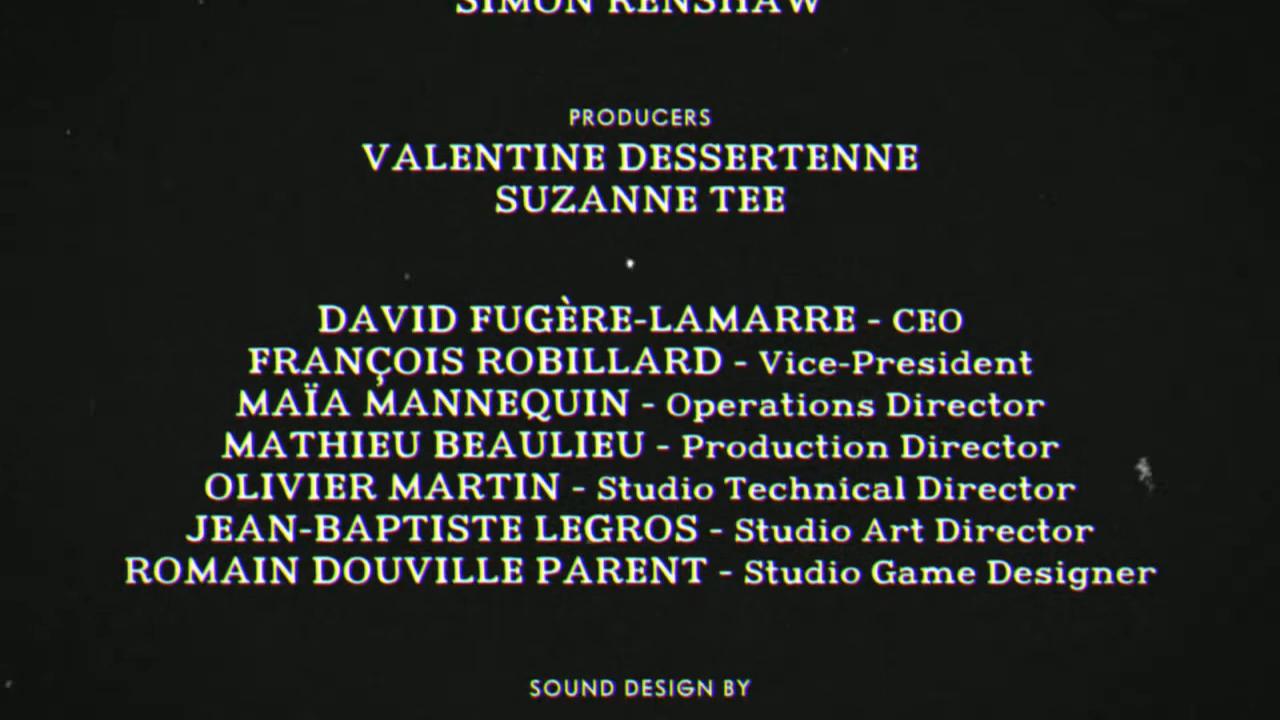 SIMON RENSHAW
PRODUCERS
VALENTINE DESSERTENNE
SUZANNE TEE
DAVID FUGÈRE-LAMARRE - CEO
FRANÇOIS ROBILLARD - Vice-President
MAÏA MANNEQUIN - Operations Director
MATHIEU BEAULIEU - Production Director
OLIVIER MARTIN - Studio Technical Director
JEAN-BAPTISTE LEGROS - Studio Art Director
ROMAIN DOUVILLE PARENT - Studio Game Designer
SOUND DESIGN BY